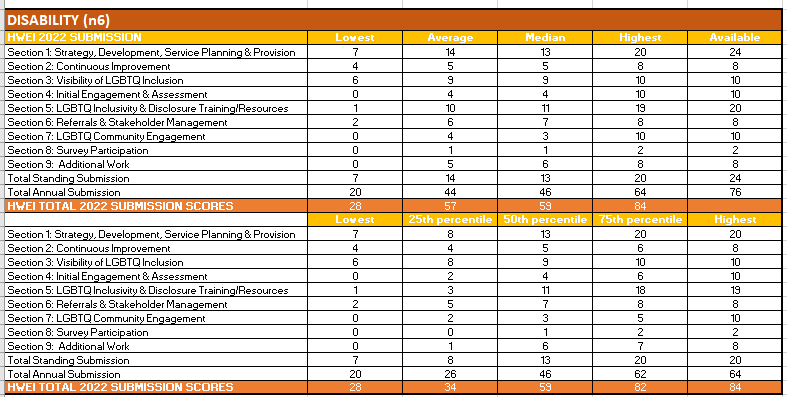 DISABILITY (n6)
HWEI 2022 SUBMISSION Lowest Average Median Highest Available
Section 1: Strategy, Development, Service Planning & Provision 7 14 13 20 24
Section 2: Continuous Improvement 4 5 5 8 8
Section 3: Visibility of LGBTQ Inclusion 6 9 9 10 10
Section 4: Initial Engagement & Assessment 0 4 4 10 10
Section 5: LGBTQ Inclusivity & Disclosure Training/Resources 1 10 11 19 20
Section 6: Referrals & Stakeholder Management 2 6 7 8 8
Section 7: LGBTQ Community Engagement 0 4 3 10 10
Section 8: Survey Participation 0 1 1 2 2
Section 9: Additional Work 0 5 6 8 8
Total Standing Submission 7 14 13 20 24
Total Annual Submission 20 44 46 64 76
HWEI TOTAL 2022 SUBMISSION SCORES 28 57 59 84
Lowest 25th percentile 50th percentile 75th percentile Highest
Section 1: Strategy, Development, Service Planning & Provision 7 8 13 20 20
Section 2: Continuous Improvement 4 4 5 6 8
Section 3: Visibility of LGBTQ Inclusion 6 8 9 10 10
Section 4: Initial Engagement & Assessment 0 2 4 6 10
Section 5: LGBTQ Inclusivity & Disclosure Training/Resources 1 3 11 18 19
Section 6: Referrals & Stakeholder Management 2 5 7 8 8
Section 7: LGBTQ Community Engagement 0 2 3 5 10
Section 8: Survey Participation 0 0 1 2 2
Section 9: Additional Work 0 1 6 7 8
Total Standing Submission 7 8 13 20 20
Total Annual Submission 20 26 46 62 64
HWEI TOTAL 2022 SUBMISSION SCORES 28 34 59 82 84